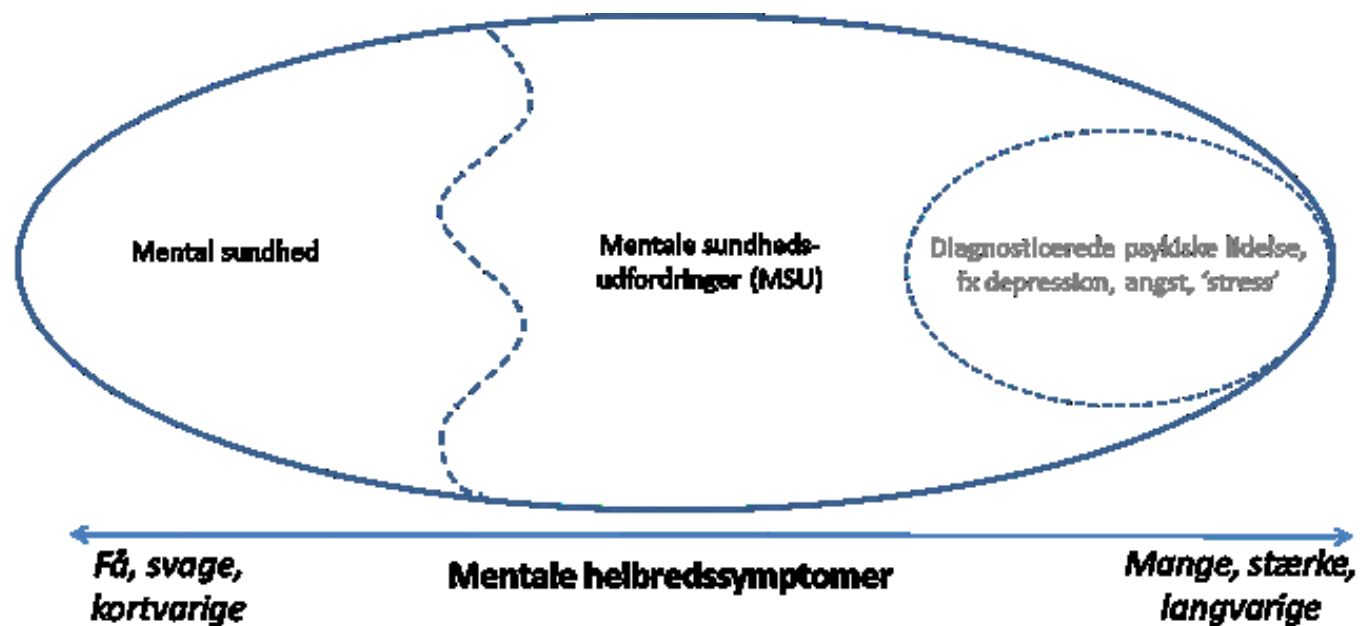 Mental sundhed
Mentale sundheds-
udfordringer (MSU)
Diagnosticerede psykiske lidelse,
fx depression, angst, 'stress'
Få, svage,
kortvarige
Mentale helbredssymptomer
Mange, stærke,
langvarige